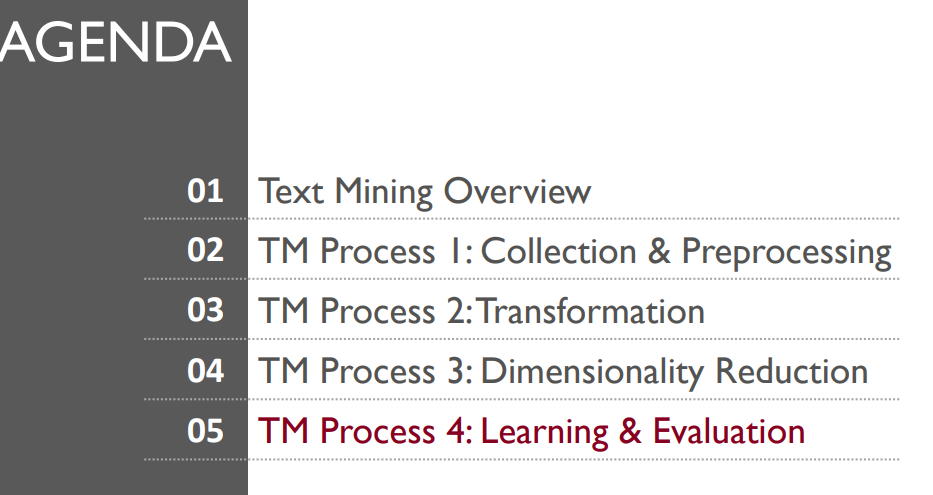 AGENDA
01 Text Mining Overview
02 TM Process 1: Collection & Preprocessing
03 TM Process 2: Transformation
04 TM Process 3: Dimensionality Reduction
05 TM Process 4: Learning & Evaluation